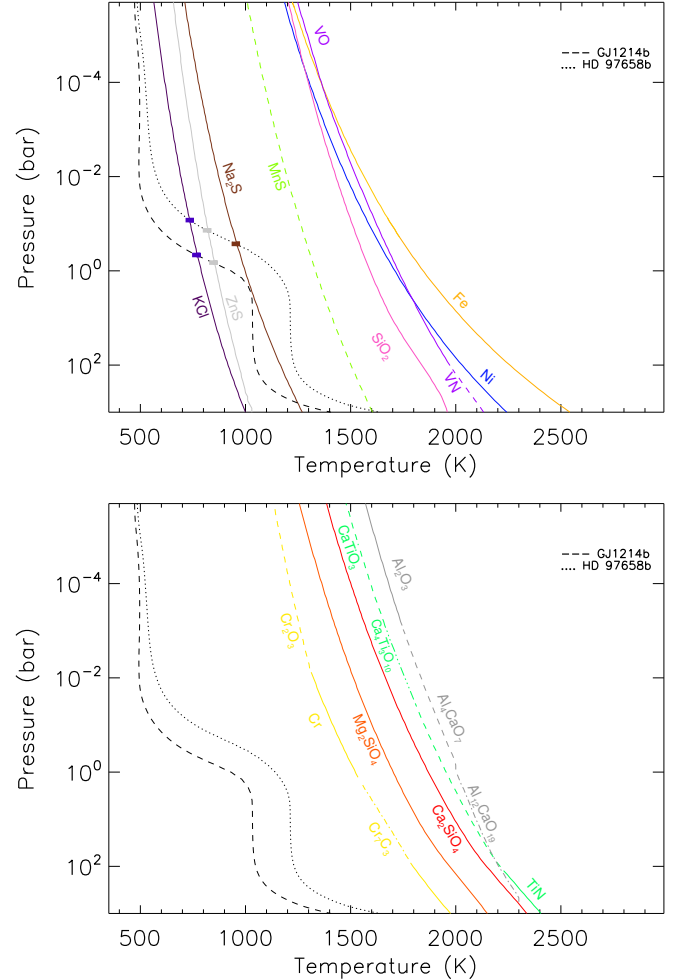 VO
GJ1214b
HD 97658b
10⁻⁴
Pressure (bar)
10⁻²
MnS
Na₂S
10⁰
KCl
ZnS
Fe
SiO₂
10²
VN
Ni
500 1000 1500 2000 2500
Temperature (K)
CaTiO₃
Al₂O₃
GJ1214b
HD 97658b
10⁻⁴
Pressure (bar)
Cr₂O₃
Ca₄Ti₃O₁₀
10⁻²
Cr
Mg₂SiO₄
Al₄CaO₇
10⁰
Cr₇C₃
Ca₂SiO₄
Al₁₂CaO₁₉
10²
TiN
500 1000 1500 2000 2500
Temperature (K)